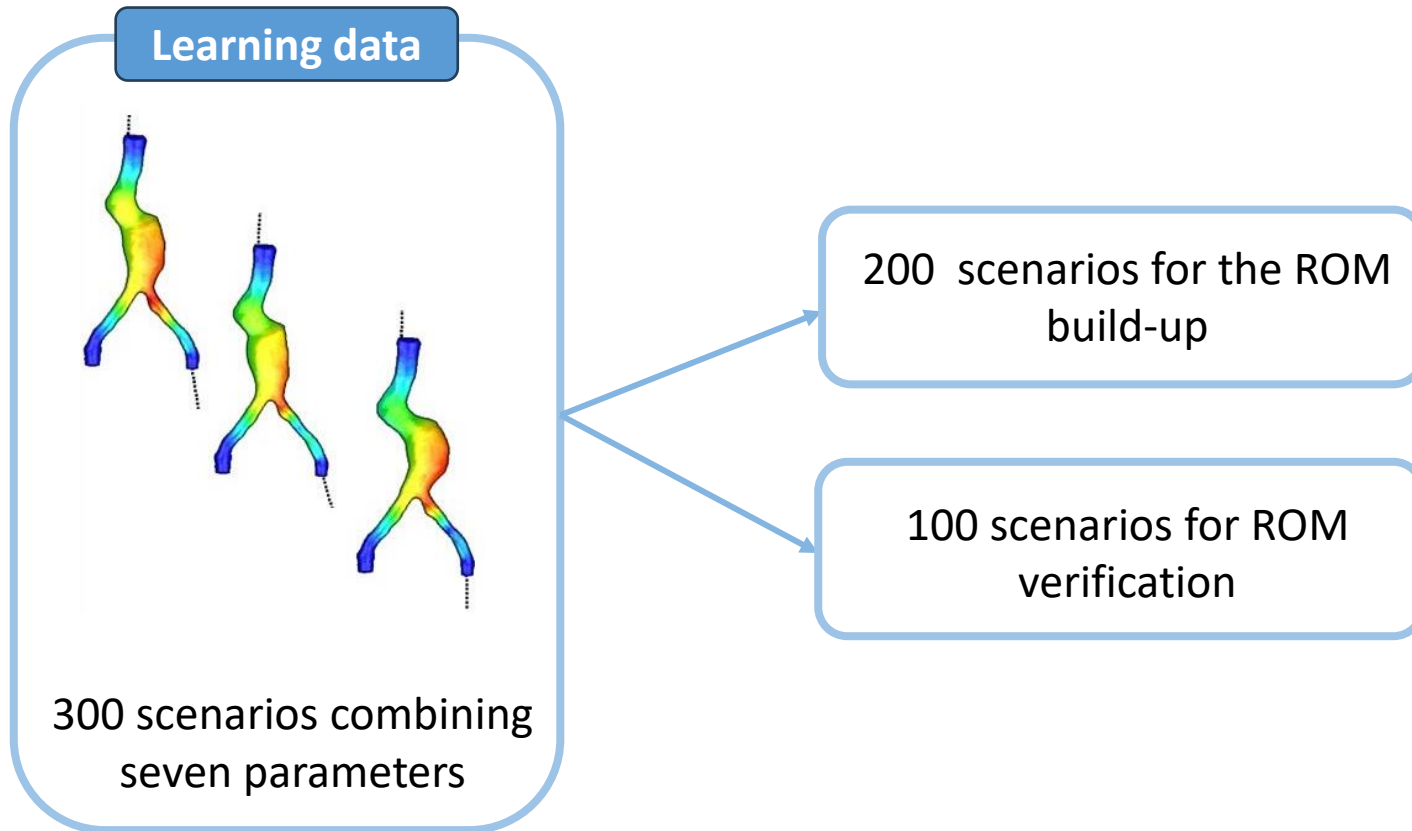 Learning data
300 scenarios combining
seven parameters
200  scenarios for the ROM
build-up
100 scenarios for ROM
verification